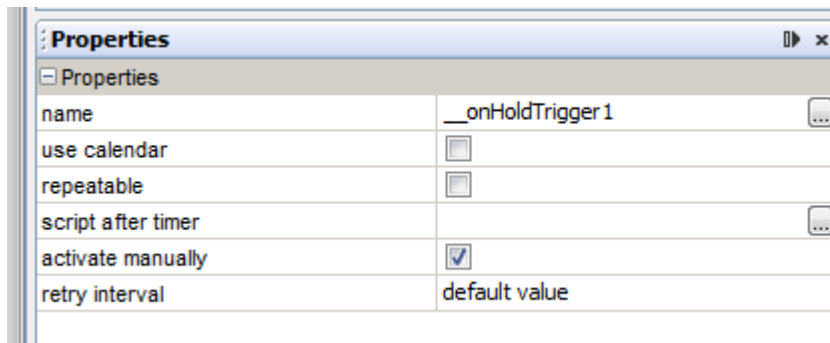 Properties
Properties
name __onHoldTrigger1 ...
use calendar
repeatable
script after timer ...
activate manually
retry interval default value